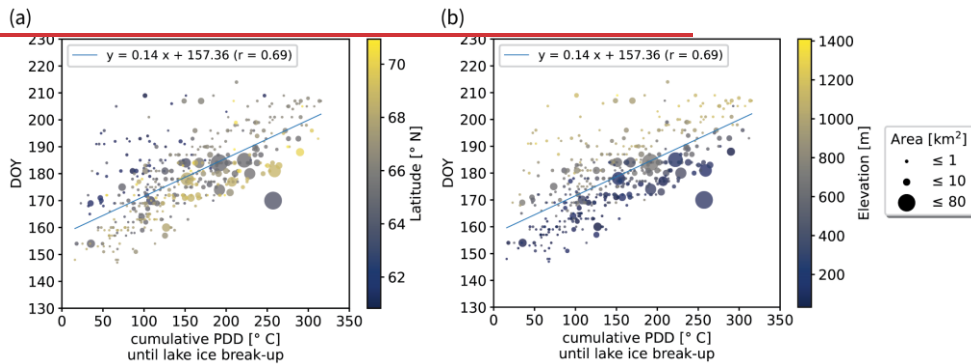 (a)
(b)
y = 0.14 x + 157.36 (r = 0.69)
230
220
210
200
190
180
170
160
150
140
130
DOY
0 50 100 150 200 250 300 350
cumulative PDD [° C]
until lake ice break-up
70
68
66
64
62
Latitude [° N]
y = 0.14 x + 157.36 (r = 0.69)
230
220
210
200
190
180
170
160
150
140
130
DOY
0 50 100 150 200 250 300 350
cumulative PDD [° C]
until lake ice break-up
1400
1200
1000
800
600
400
200
Elevation [m]
Area [km²]
≤ 1
≤ 10
≤ 80